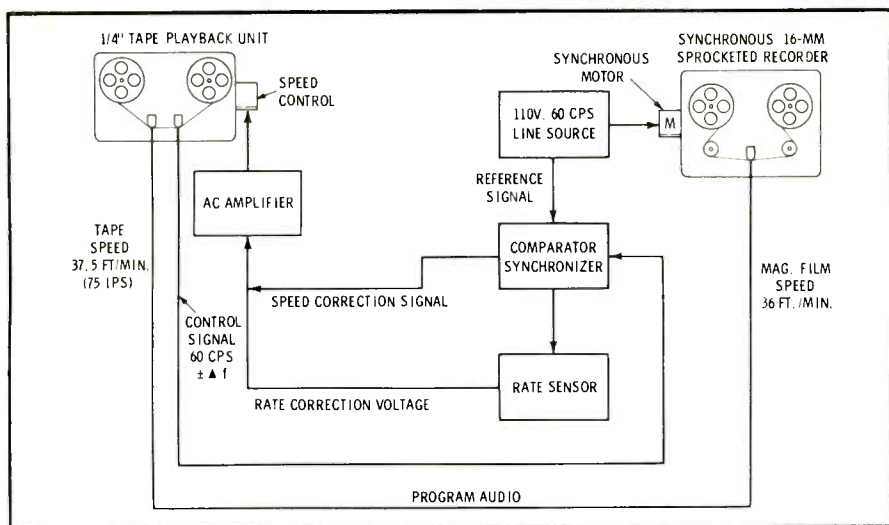 1/4" TAPE PLAYBACK UNIT
SPEED
CONTROL
SYNCHRONOUS
MOTOR
SYNCHRONOUS 16-MM
SPROCKETED RECORDER
110V. 60 CPS
LINE SOURCE
M
REFERENCE
SIGNAL
AC AMPLIFIER
TAPE
SPEED
37.5 FT/MIN.
(75 IPS)
COMPARATOR
SYNCHRONIZER
MAG. FILM
SPEED
36 FT./MIN.
SPEED CORRECTION SIGNAL
CONTROL
SIGNAL
60 CPS
± ▲ f
RATE SENSOR
RATE CORRECTION VOLTAGE
PROGRAM AUDIO